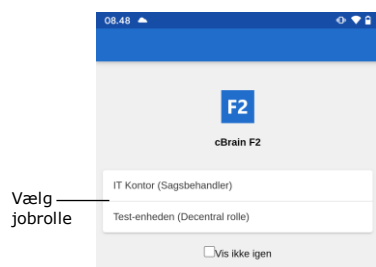 08.48
F2
cBrain F2
IT Kontor (Sagsbehandler)
Vælg
jobrolle
Test-enheden (Decentral rolle)
Vis ikke igen